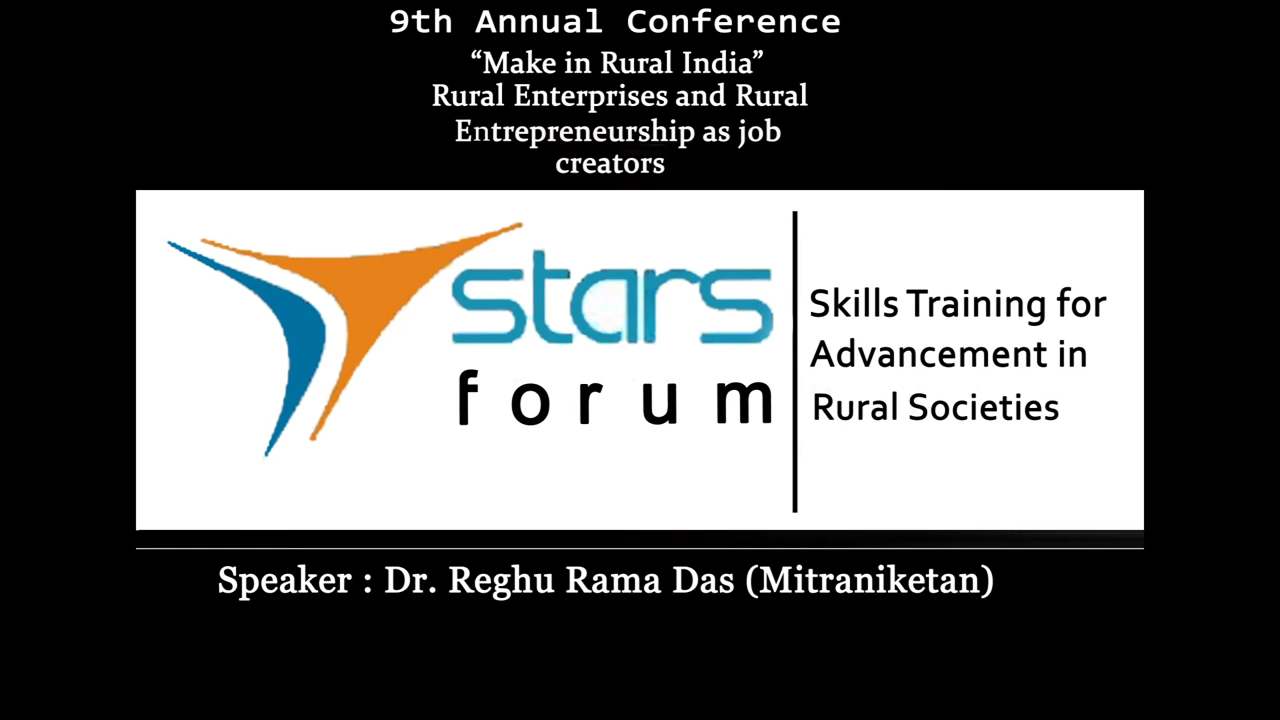 9th Annual Conference
“Make in Rural India”
Rural Enterprises and Rural
Entrepreneurship as job
creators
stars
forum
Skills Training for
Advancement in
Rural Societies
Speaker : Dr. Reghu Rama Das (Mitraniketan)